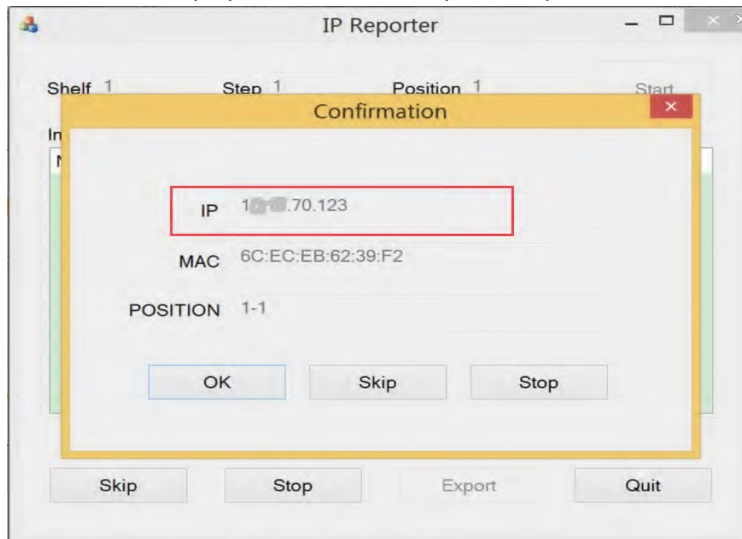 IP Reporter
Shelf 1 Step 1 Position 1 Start
Confirmation
In
IP .70.123
MAC 6C:EC:EB:62:39:F2
POSITION 1-1
OK Skip Stop
Skip Stop Export Quit